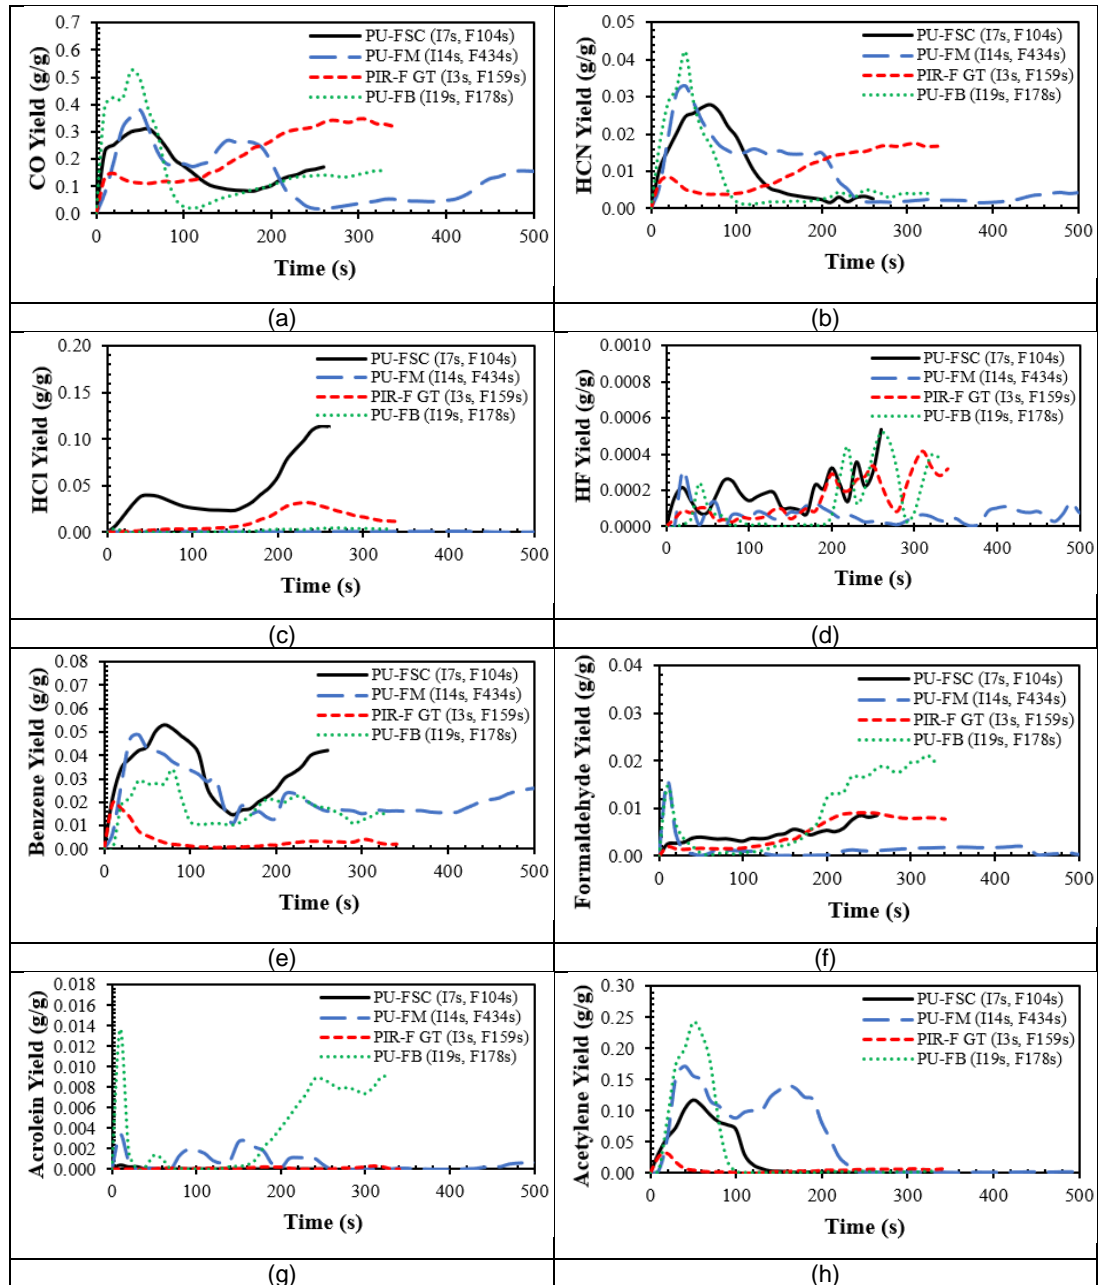 CO Yield (g/g)
0.7
0.6
0.5
0.4
0.3
0.2
0.1
0.0
PU-FSC (I7s, F104s)
PU-FM (I14s, F434s)
PIR-F GT (I3s, F159s)
PU-FB (I19s, F178s)
0 100 200 300 400 500
Time (s)
HCN Yield (g/g)
0.05
0.04
0.03
0.02
0.01
0.00
PU-FSC (I7s, F104s)
PU-FM (I14s, F434s)
PIR-F GT (I3s, F159s)
PU-FB (I19s, F178s)
0 100 200 300 400 500
Time (s)
(a) (b)
HCl Yield (g/g)
0.20
0.15
0.10
0.05
0.00
PU-FSC (I7s, F104s)
PU-FM (I14s, F434s)
PIR-F GT (I3s, F159s)
PU-FB (I19s, F178s)
0 100 200 300 400 500
Time (s)
HF Yield (g/g)
0.0010
0.0008
0.0006
0.0004
0.0002
0.0000
PU-FSC (I7s, F104s)
PU-FM (I14s, F434s)
PIR-F GT (I3s, F159s)
PU-FB (I19s, F178s)
0 100 200 300 400 500
Time (s)
(c) (d)
Benzene Yield (g/g)
0.08
0.07
0.06
0.05
0.04
0.03
0.02
0.01
0.00
PU-FSC (I7s, F104s)
PU-FM (I14s, F434s)
PIR-F GT (I3s, F159s)
PU-FB (I19s, F178s)
0 100 200 300 400 500
Time (s)
Formaldehyde Yield (g/g)
0.04
0.03
0.02
0.01
0.00
PU-FSC (I7s, F104s)
PU-FM (I14s, F434s)
PIR-F GT (I3s, F159s)
PU-FB (I19s, F178s)
0 100 200 300 400 500
Time (s)
(e) (f)
Acrolein Yield (g/g)
0.018
0.016
0.014
0.012
0.010
0.008
0.006
0.004
0.002
0.000
PU-FSC (I7s, F104s)
PU-FM (I14s, F434s)
PIR-F GT (I3s, F159s)
PU-FB (I19s, F178s)
0 100 200 300 400 500
Time (s)
Acetylene Yield (g/g)
0.30
0.25
0.20
0.15
0.10
0.05
0.00
PU-FSC (I7s, F104s)
PU-FM (I14s, F434s)
PIR-F GT (I3s, F159s)
PU-FB (I19s, F178s)
0 100 200 300 400 500
Time (s)
(g) (h)